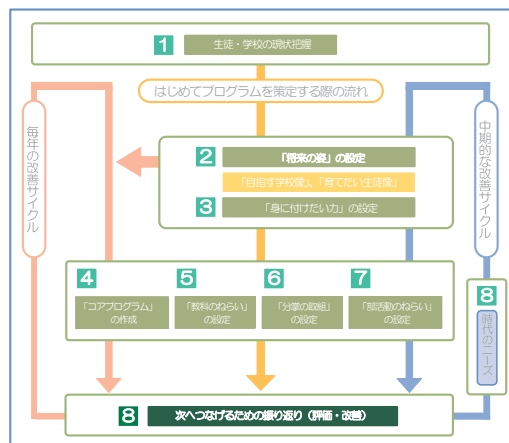 1 生徒・学校の現状把握
はじめてプログラムを策定する際の流れ
毎年の改善サイクル
中期的な改善サイクル
2 「将来の姿」の設定
「目指す学校像」、「育てたい生徒像」
3 「身に付けたい力」の設定
4
「コアプログラム」
の作成
5
「教科のねらい」
の設定
6
「分掌の取組」
の設定
7
「部活動のねらい」
の設定
8
時代のニーズ
8 次へつなげるための振り返り（評価・改善）